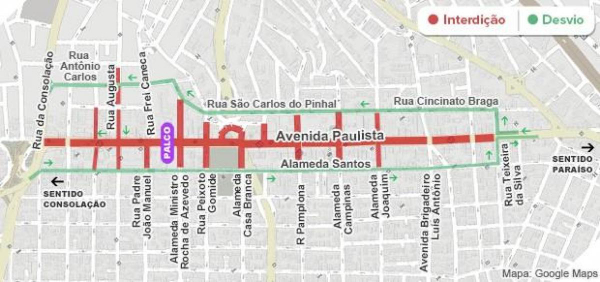 Interdição
Desvio
Rua da Consolação
Rua
Antônio
Carlos
Rua Augusta
Rua Frei Caneca
Rua São Carlos do Pinhal
Rua Cincinato Braga
PALCO
Avenida Paulista
Alameda Santos
SENTIDO
CONSOLAÇÃO
SENTIDO
PARAÍSO
Rua Padre
João Manuel
Alameda Ministro
Rocha de Azevedo
Rua Peixoto
Gomide
Alameda
Casa Branca
R Pamplona
Alameda
Campinas
Alameda
Joaquim
Avenida Brigadeiro
Luis Antônio
Rua Teixeira
da Silva
Mapa: Google Maps